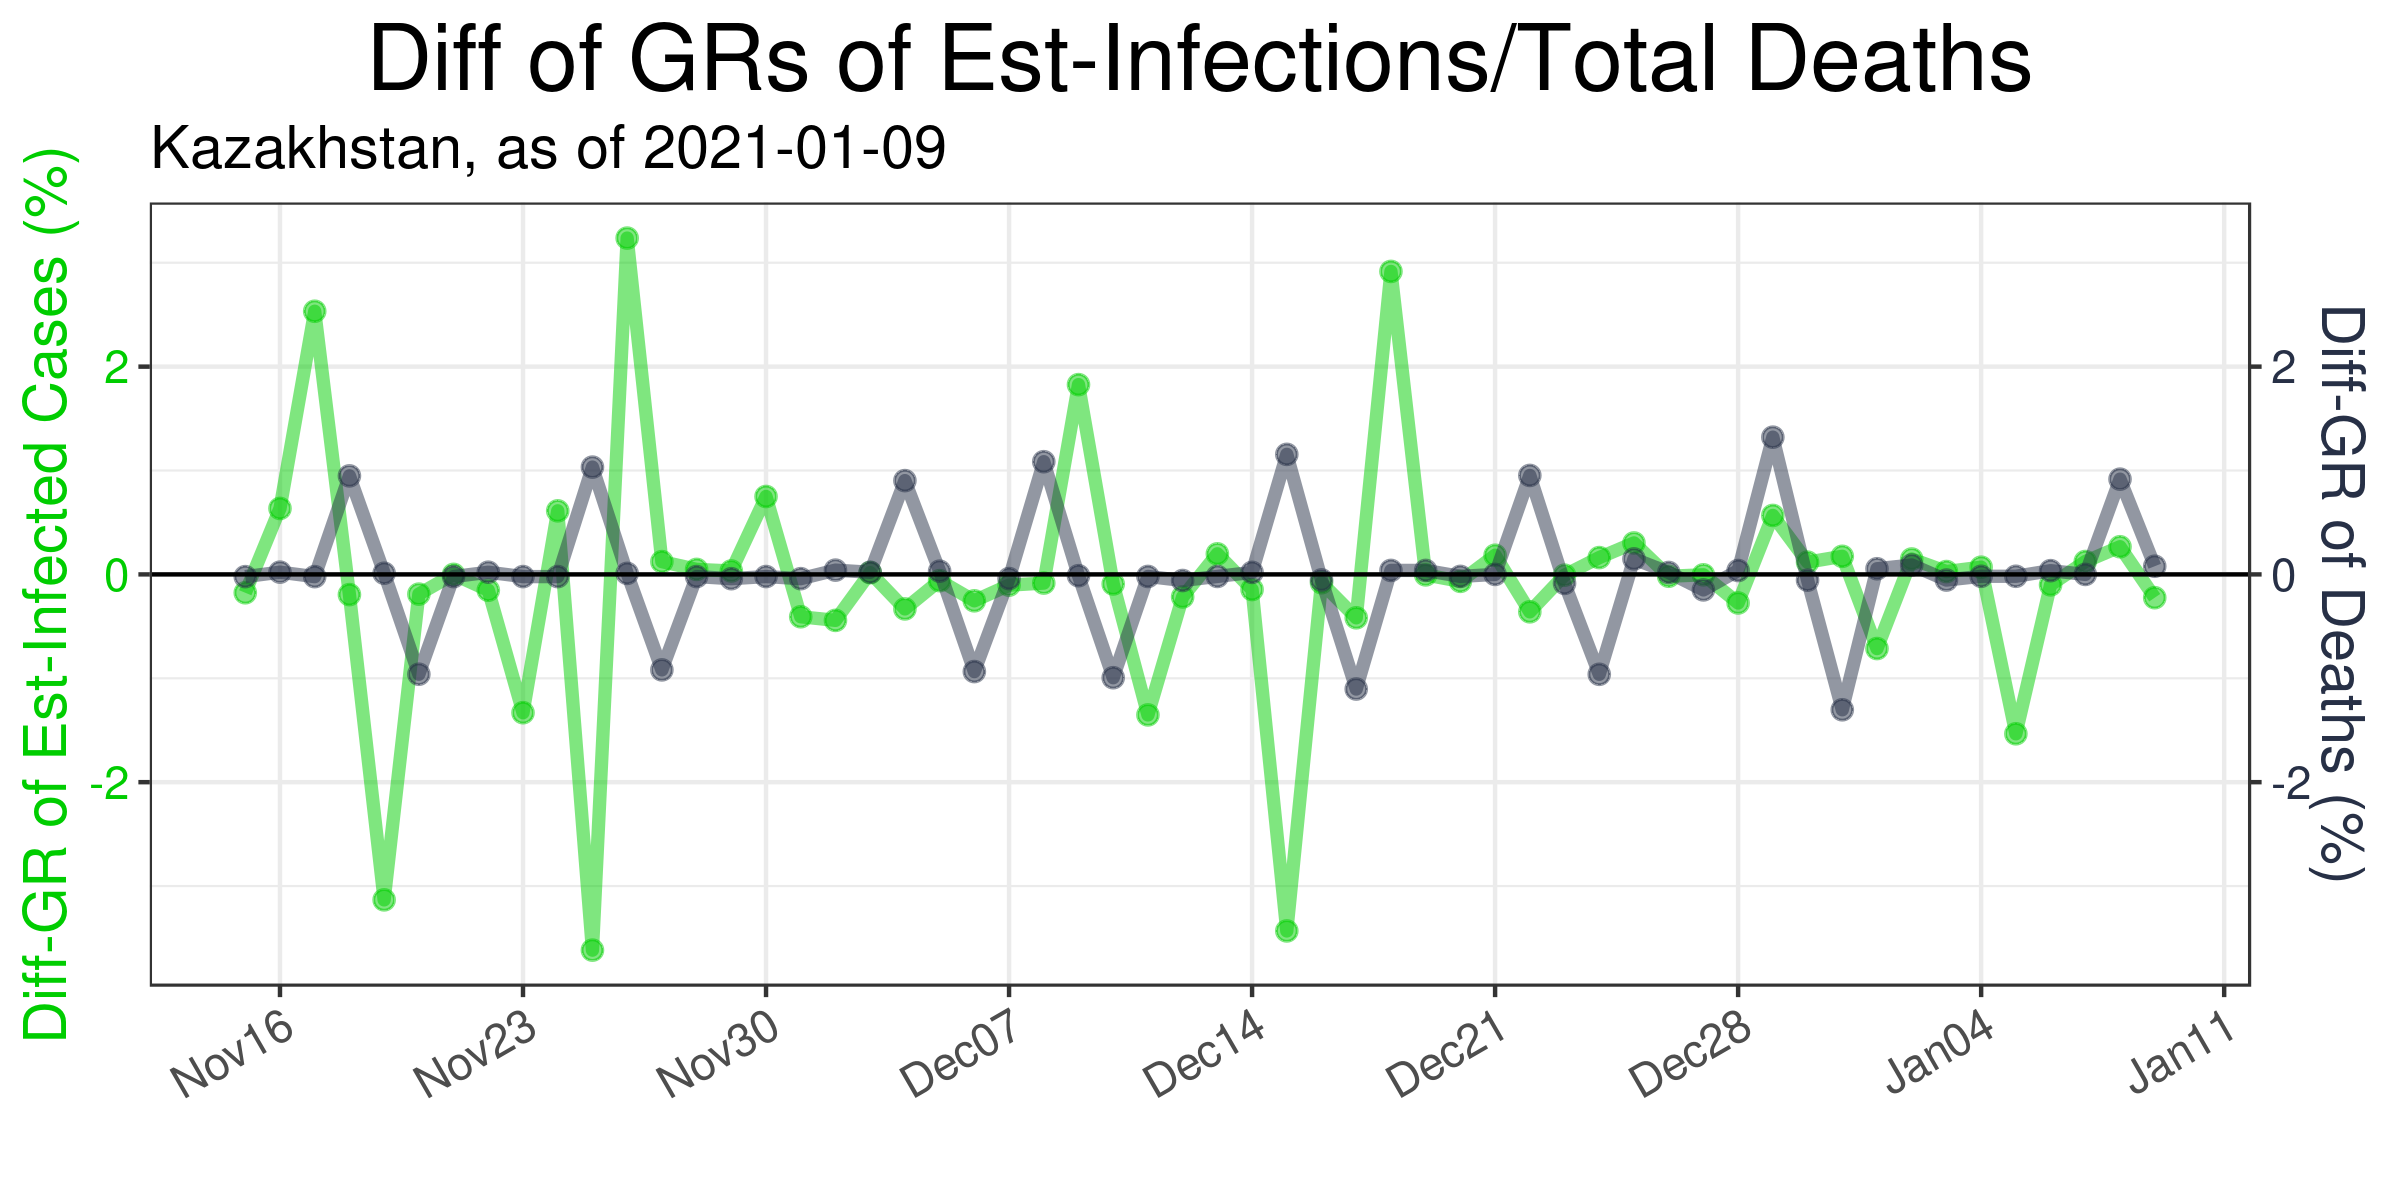 Diff of GRs of Est-Infections/Total Deaths
Kazakhstan, as of 2021-01-09
Diff-GR of Est-Infected Cases (%)
2
0
-2
2
0
-2
Diff-GR of Deaths (%)
Nov16
Nov23
Nov30
Dec07
Dec14
Dec21
Dec28
Jan04
Jan11